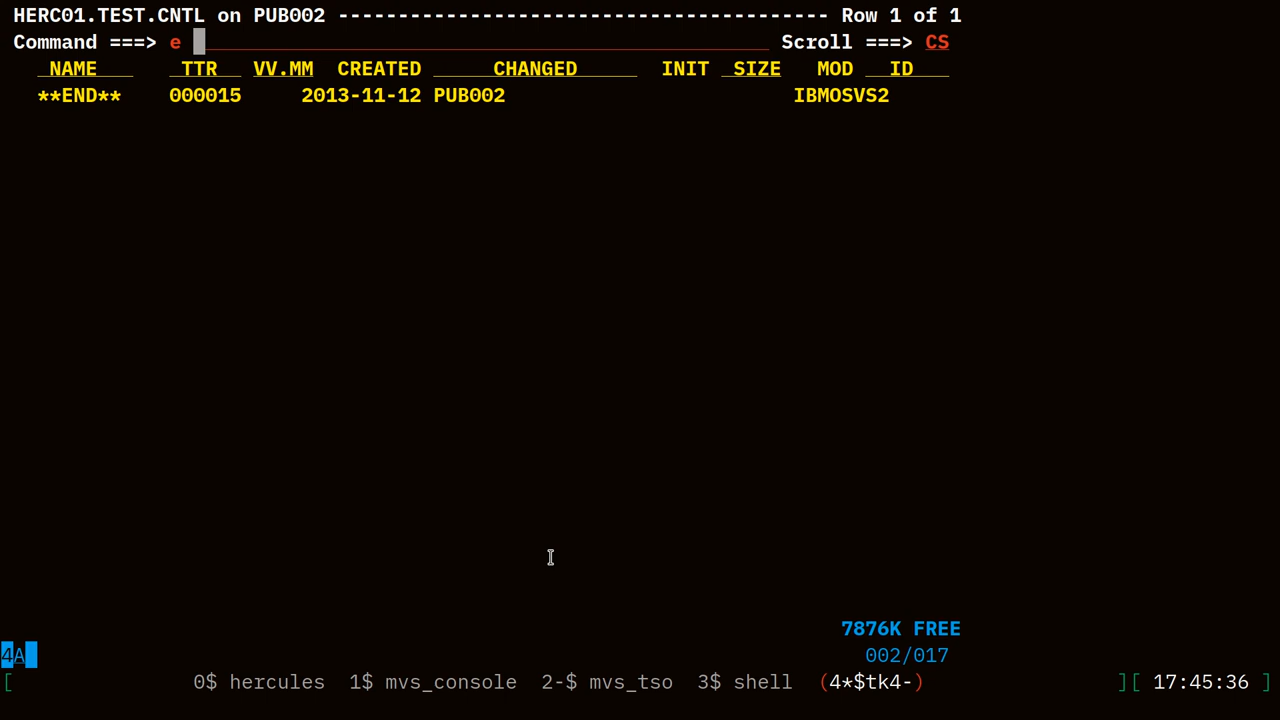 HERC01.TEST.CNTL on PUB002 ----------------------------------------- Row 1 of 1
Command ===> e Scroll ===> CS
NAME TTR VV.MM CREATED CHANGED INIT SIZE MOD ID
**END** 000015 2013-11-12 PUB002 IBMOSVS2
7876K FREE
4A 002/017
[ 0$ hercules 1$ mvs_console 2-$ mvs_tso 3$ shell (4*$tk4-) ][ 17:45:36 ]